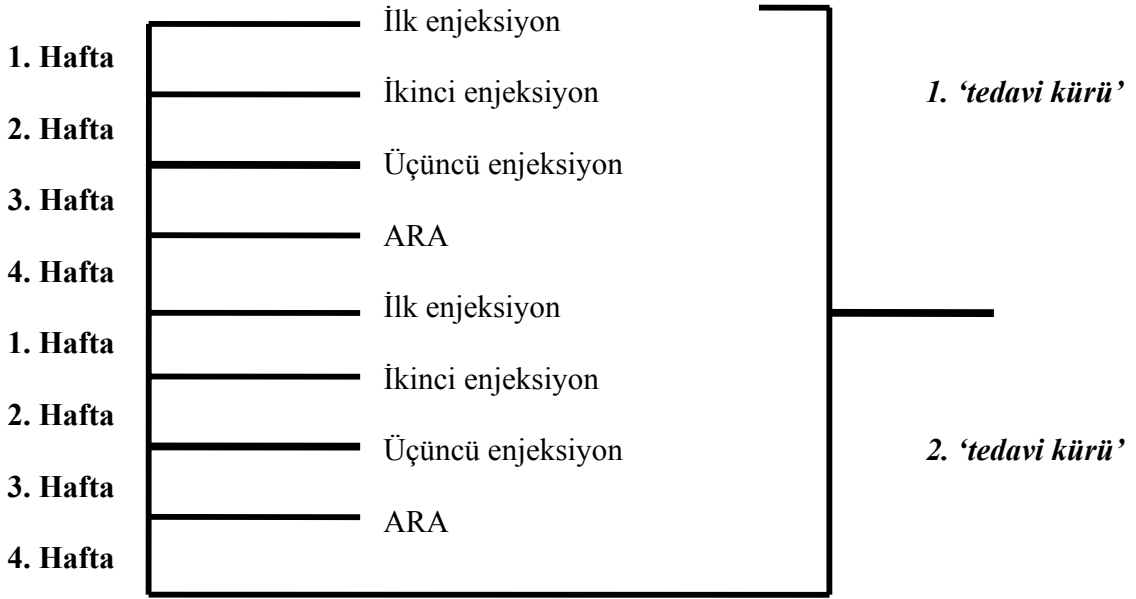 İlk enjeksiyon
1. Hafta
İkinci enjeksiyon
1. ‘tedavi kürü’
2. Hafta
Üçüncü enjeksiyon
3. Hafta
ARA
4. Hafta
İlk enjeksiyon
1. Hafta
İkinci enjeksiyon
2. Hafta
Üçüncü enjeksiyon
2. ‘tedavi kürü’
3. Hafta
ARA
4. Hafta